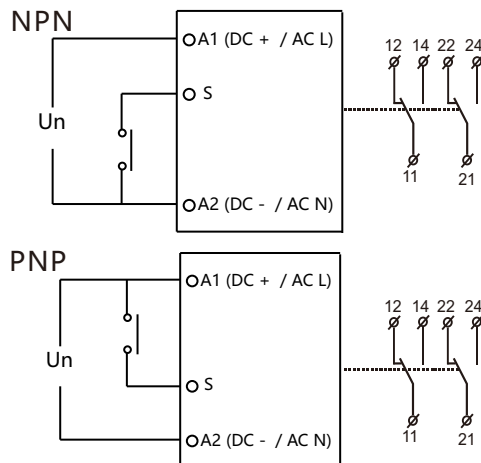 NPN
A1 (DC + / AC L)
12 14 22 24
S
Un
11 21
A2 (DC - / AC N)
PNP
A1 (DC + / AC L)
12 14 22 24
Un
S
11 21
A2 (DC - / AC N)